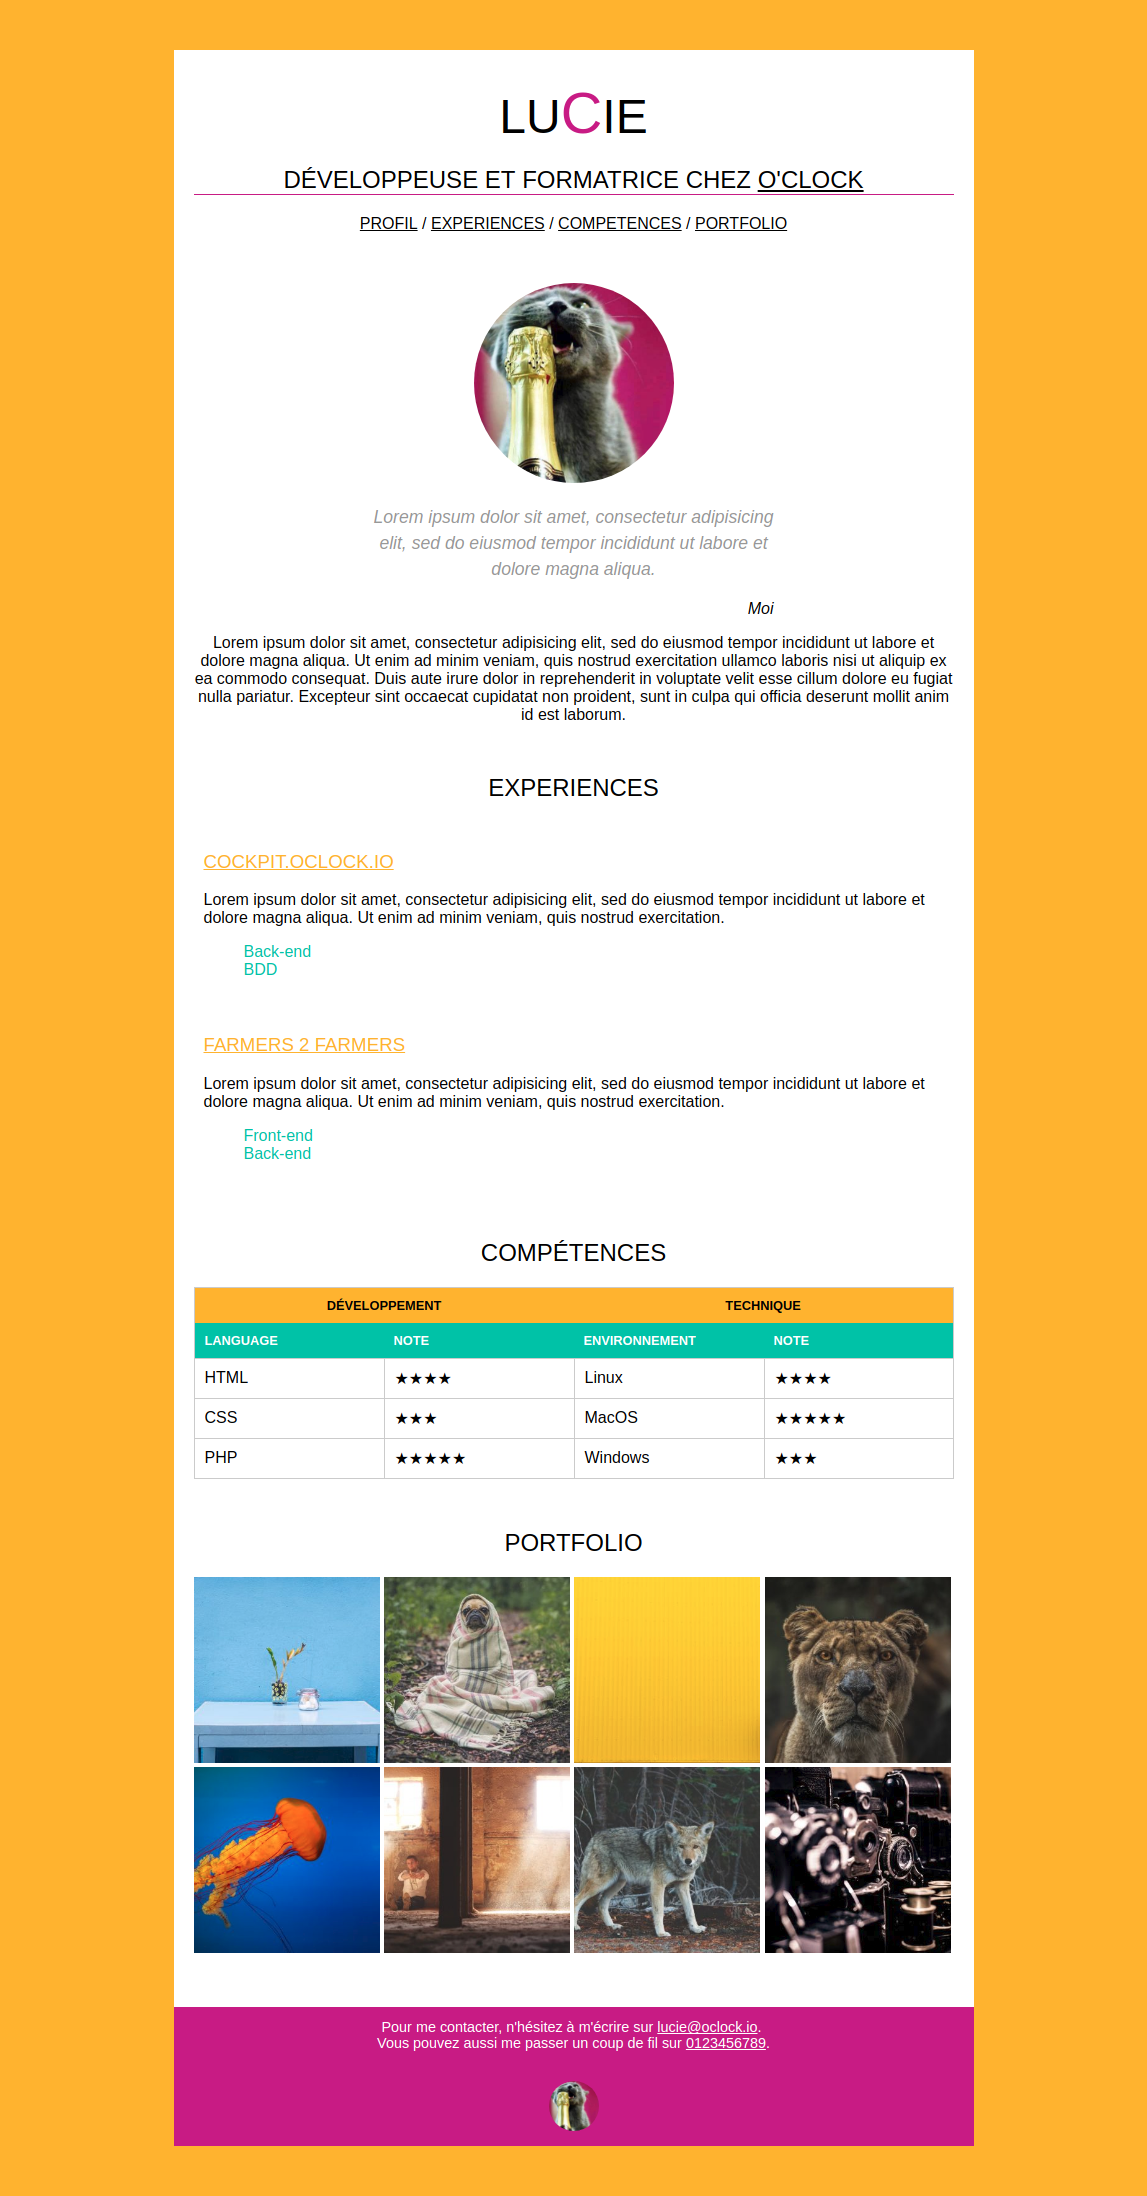 LUCIE
DÉVELOPPEUSE ET FORMATRICE CHEZ O'CLOCK
PROFIL / EXPERIENCES / COMPETENCES / PORTFOLIO
Lorem ipsum dolor sit amet, consectetur adipisicing
elit, sed do eiusmod tempor incididunt ut labore et
dolore magna aliqua.
Moi
Lorem ipsum dolor sit amet, consectetur adipisicing elit, sed do eiusmod tempor incididunt ut labore et
dolore magna aliqua. Ut enim ad minim veniam, quis nostrud exercitation ullamco laboris nisi ut aliquip ex
ea commodo consequat. Duis aute irure dolor in reprehenderit in voluptate velit esse cillum dolore eu fugiat
nulla pariatur. Excepteur sint occaecat cupidatat non proident, sunt in culpa qui officia deserunt mollit anim
id est laborum.
EXPERIENCES
COCKPIT.OCLOCK.IO
Lorem ipsum dolor sit amet, consectetur adipisicing elit, sed do eiusmod tempor incididunt ut labore et
dolore magna aliqua. Ut enim ad minim veniam, quis nostrud exercitation.
Back-end
BDD
FARMERS 2 FARMERS
Lorem ipsum dolor sit amet, consectetur adipisicing elit, sed do eiusmod tempor incididunt ut labore et
dolore magna aliqua. Ut enim ad minim veniam, quis nostrud exercitation.
Front-end
Back-end
COMPÉTENCES
DÉVELOPPEMENT TECHNIQUE
LANGUAGE NOTE ENVIRONNEMENT NOTE
HTML ★★★★ Linux ★★★★
CSS ★★★ MacOS ★★★★★
PHP ★★★★★ Windows ★★★
PORTFOLIO
Pour me contacter, n'hésitez à m'écrire sur lucie@oclock.io.
Vous pouvez aussi me passer un coup de fil sur 0123456789.